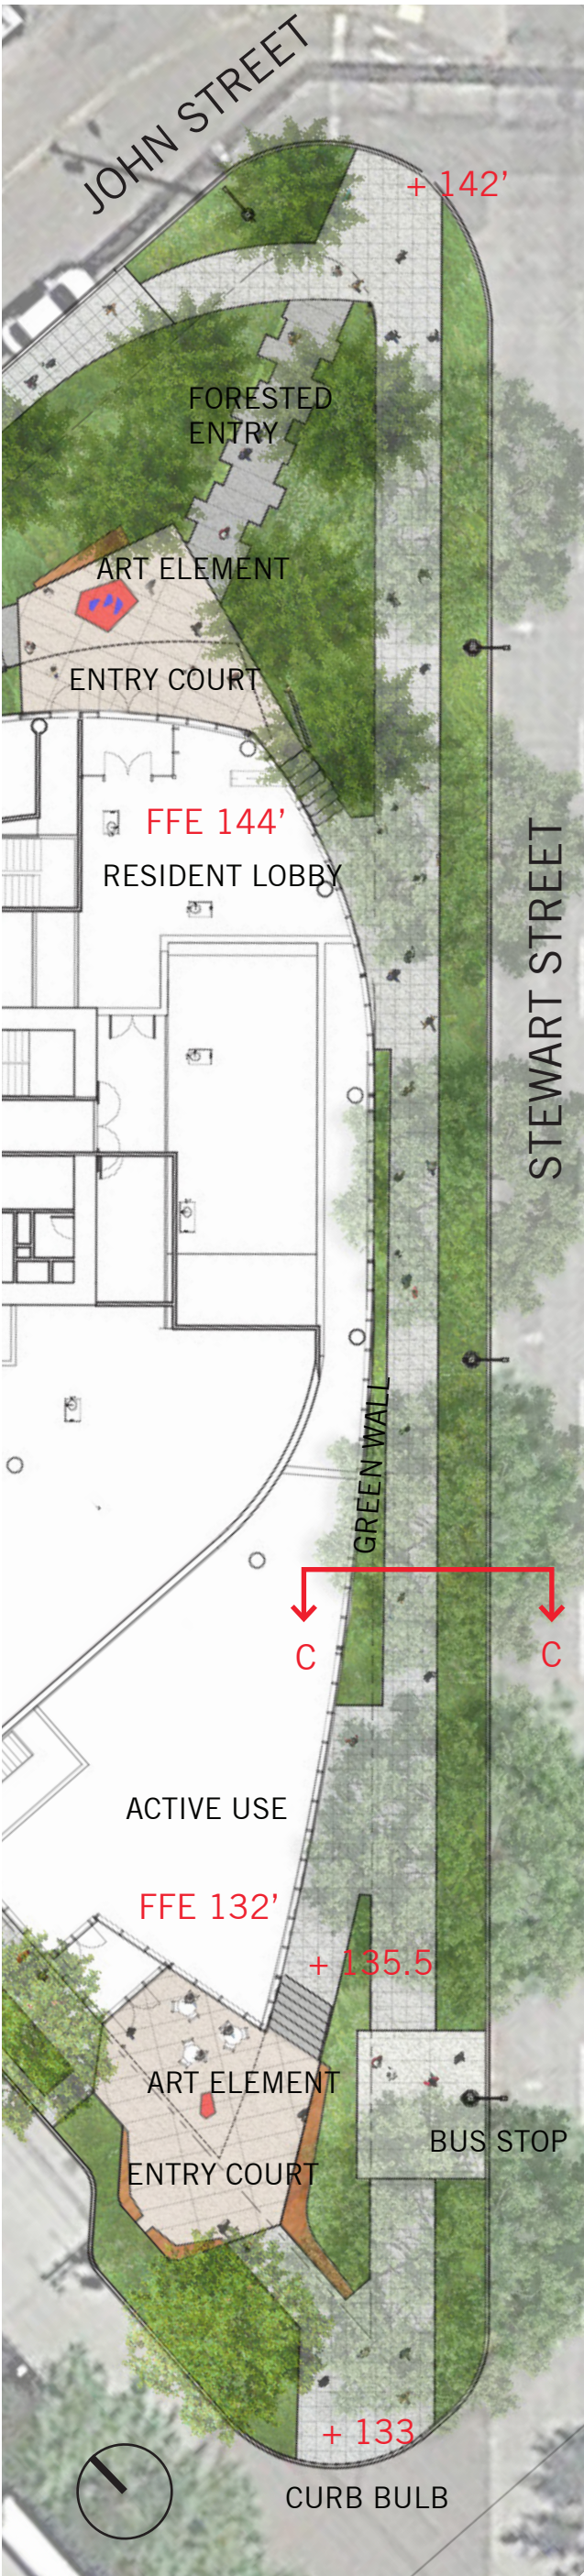 JOHN STREET
+ 142’
FORESTED
ENTRY
ART ELEMENT
ENTRY COURT
FFE 144’
RESIDENT LOBBY
STEWART STREET
GREEN WALL
C
C
ACTIVE USE
FFE 132’
+ 135.5
ART ELEMENT
BUS STOP
ENTRY COURT
+ 133
CURB BULB